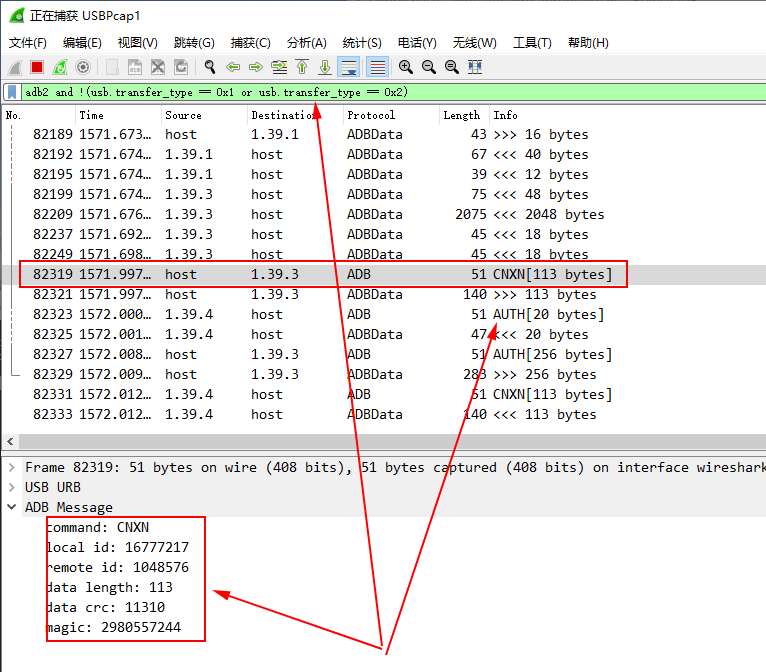 正在捕获 USBPcap1
文件(F) 编辑(E) 视图(V) 跳转(G) 捕获(C) 分析(A) 统计(S) 电话(Y) 无线(W) 工具(T) 帮助(H)
adb2 and !(usb.transfer_type == 0x1 or usb.transfer_type == 0x2)
No. Time Source Destination Protocol Length Info
82189 1571.673… host 1.39.1 ADBData 43 >>> 16 bytes
82192 1571.674… 1.39.1 host ADBData 67 <<< 40 bytes
82195 1571.674… 1.39.1 host ADBData 39 <<< 12 bytes
82199 1571.674… 1.39.3 host ADBData 75 <<< 48 bytes
82209 1571.676… 1.39.3 host ADBData 2075 <<< 2048 bytes
82237 1571.692… 1.39.3 host ADBData 45 <<< 18 bytes
82249 1571.698… 1.39.3 host ADBData 45 <<< 18 bytes
82319 1571.997… host 1.39.3 ADB 51 CNXN[113 bytes]
82321 1571.997… host 1.39.3 ADBData 140 >>> 113 bytes
82323 1572.000… 1.39.4 host ADB 51 AUTH[20 bytes]
82325 1572.001… 1.39.4 host ADBData 47 <<< 20 bytes
82327 1572.008… host 1.39.3 ADB 51 AUTH[256 bytes]
82329 1572.009… host 1.39.3 ADBData 283 >>> 256 bytes
82331 1572.012… 1.39.4 host ADB 51 CNXN[113 bytes]
82333 1572.012… 1.39.4 host ADBData 140 <<< 113 bytes
Frame 82319: 51 bytes on wire (408 bits), 51 bytes captured (408 bits) on interface wireshark
USB URB
ADB Message
command: CNXN
local id: 16777217
remote id: 1048576
data length: 113
data crc: 11310
magic: 2980557244